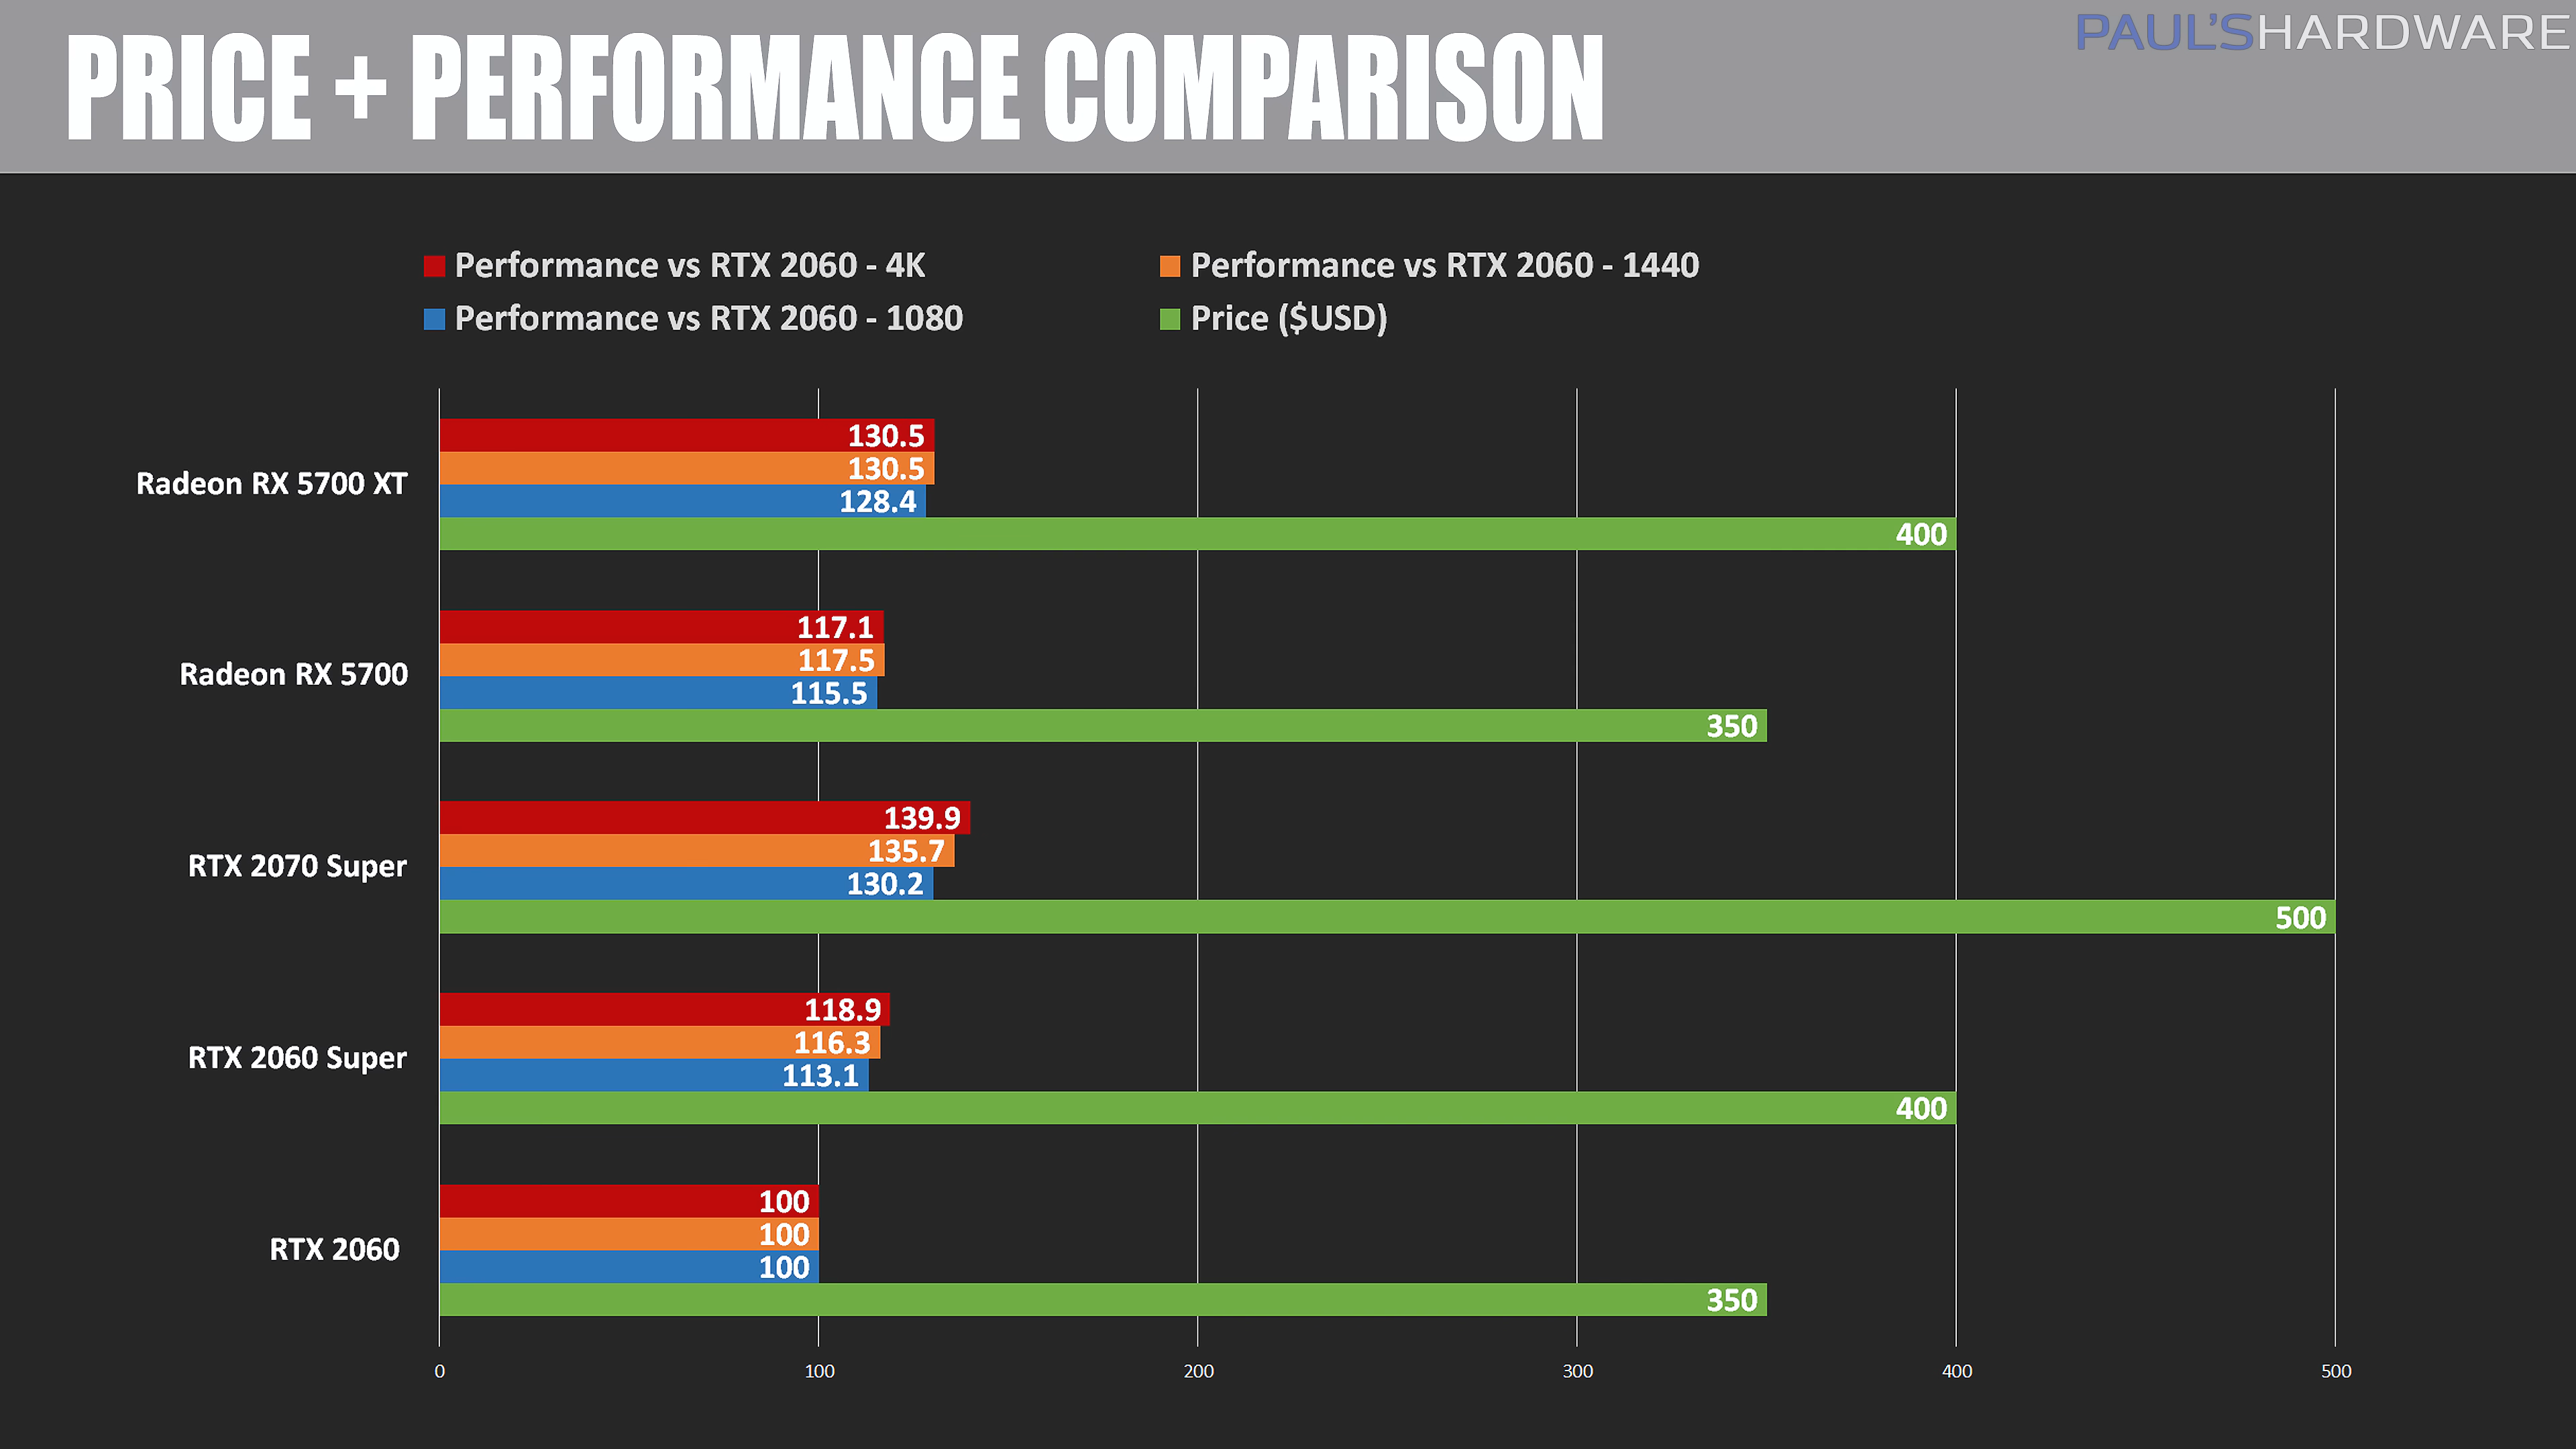 PRICE + PERFORMANCE COMPARISON
PAUL'SHARDWARE
Performance vs RTX 2060 - 4K
Performance vs RTX 2060 - 1440
Performance vs RTX 2060 - 1080
Price ($USD)
Radeon RX 5700 XT
130.5
130.5
128.4
400
Radeon RX 5700
117.1
117.5
115.5
350
RTX 2070 Super
139.9
135.7
130.2
500
RTX 2060 Super
118.9
116.3
113.1
400
RTX 2060
100
100
100
350
0 100 200 300 400 500